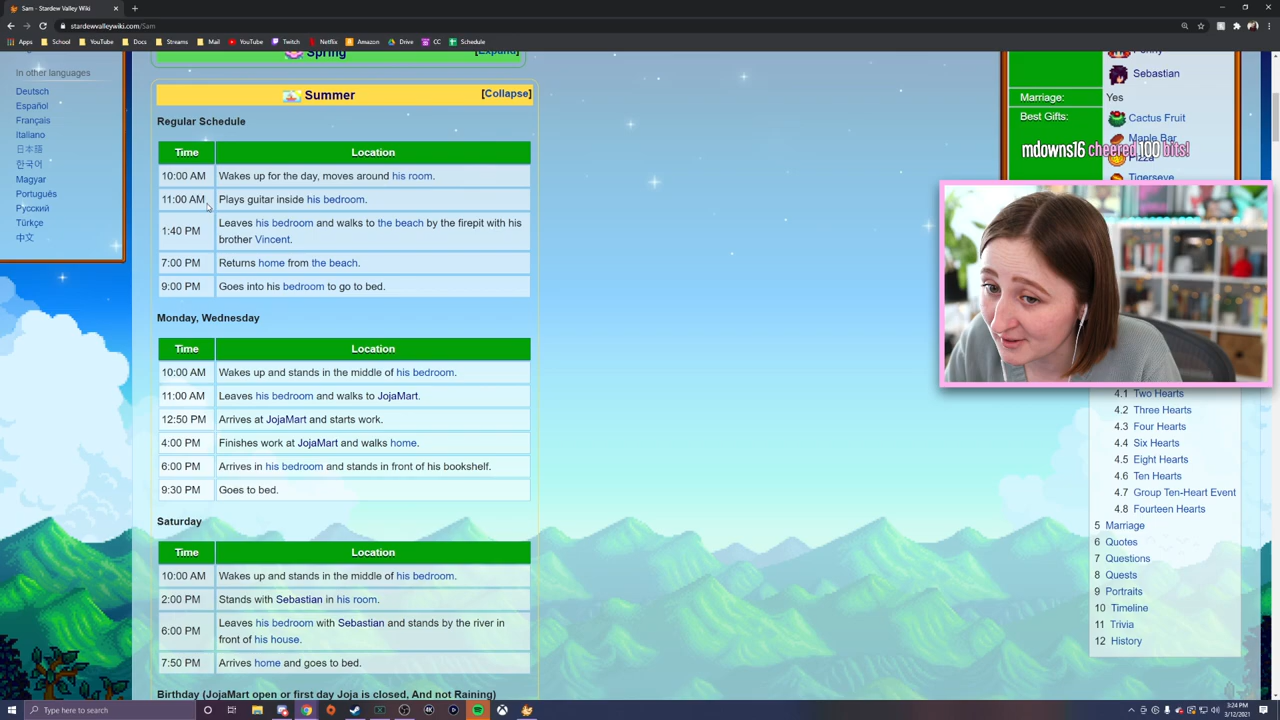 Sam - Stardew Valley Wiki
stardewvalleywiki.com/Sam
Apps School YouTube Docs Streams Mail YouTube Twitch Netflix Amazon Drive CC Schedule
In other languages
Deutsch
Español
Français
Italiano
日本語
한국어
Magyar
Português
Русский
Türkçe
中文
Spring
[Expand]
Summer
[Collapse]
Regular Schedule
Time Location
10:00 AM Wakes up for the day, moves around his room.
11:00 AM Plays guitar inside his bedroom.
1:40 PM Leaves his bedroom and walks to the beach by the firepit with his
brother Vincent.
7:00 PM Returns home from the beach.
9:00 PM Goes into his bedroom to go to bed.
Monday, Wednesday
Time Location
10:00 AM Wakes up and stands in the middle of his bedroom.
11:00 AM Leaves his bedroom and walks to JojaMart.
12:50 PM Arrives at JojaMart and starts work.
4:00 PM Finishes work at JojaMart and walks home.
6:00 PM Arrives in his bedroom and stands in front of his bookshelf.
9:30 PM Goes to bed.
Saturday
Time Location
10:00 AM Wakes up and stands in the middle of his bedroom.
2:00 PM Stands with Sebastian in his room.
6:00 PM Leaves his bedroom with Sebastian and stands by the river in
front of his house.
7:50 PM Arrives home and goes to bed.
Birthday (JojaMart open or first day Joja is closed, And not Raining)
Penny
Sebastian
Marriage: Yes
Best Gifts: Cactus Fruit
Maple Bar
mdowns16 cheered 100 bits!
Pizza
Tigerseye
4.1 Two Hearts
4.2 Three Hearts
4.3 Four Hearts
4.4 Six Hearts
4.5 Eight Hearts
4.6 Ten Hearts
4.7 Group Ten-Heart Event
4.8 Fourteen Hearts
5 Marriage
6 Quotes
7 Questions
8 Quests
9 Portraits
10 Timeline
11 Trivia
12 History
Type here to search
3:24 PM
3/12/2021